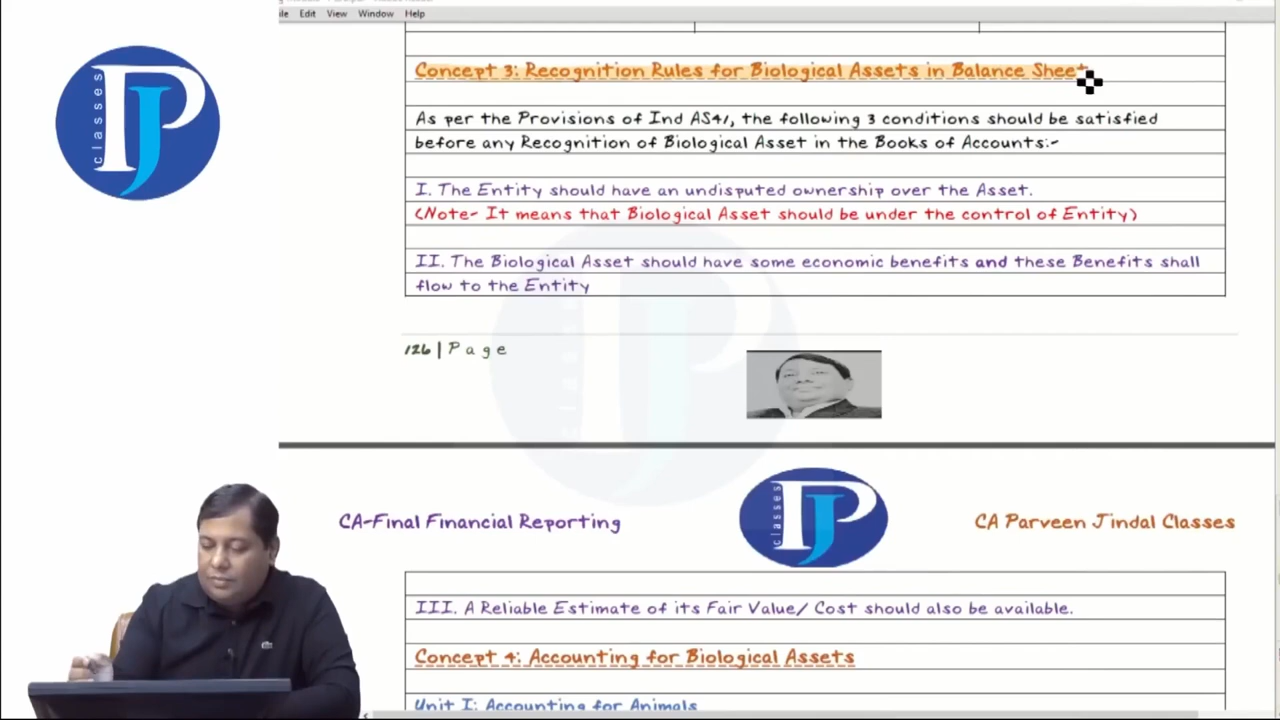 Edit View Window Help
classes
PJ
Concept 3: Recognition Rules for Biological Assets in Balance Sheet
As per the Provisions of Ind AS41, the following 3 conditions should be satisfied
before any Recognition of Biological Asset in the Books of Accounts:-
I. The Entity should have an undisputed ownership over the Asset.
(Note- It means that Biological Asset should be under the control of Entity)
II. The Biological Asset should have some economic benefits and these Benefits shall
flow to the Entity
126 | Page
CA-Final Financial Reporting
classes
PJ
CA Parveen Jindal Classes
III. A Reliable Estimate of its Fair Value/ Cost should also be available.
Concept 4: Accounting for Biological Assets
Unit I: Accounting for Animals